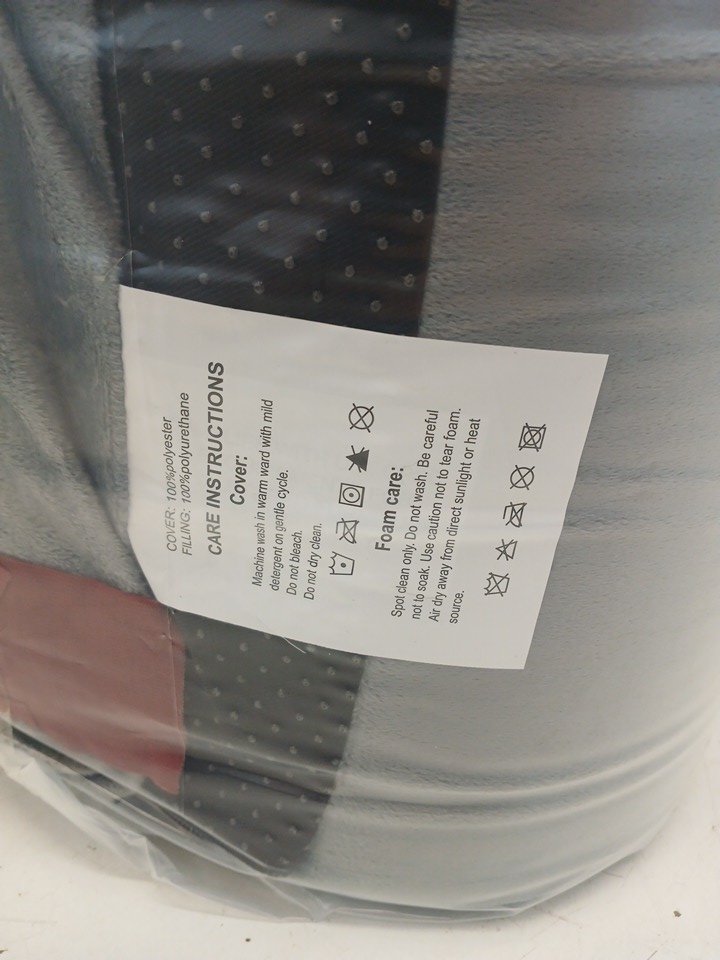 COVER: 100%polyester
FILLING: 100%polyurethane
CARE INSTRUCTIONS
Cover:
Machine wash in warm ward with mild
detergent on gentle cycle.
Do not bleach.
Do not dry clean.
Foam care:
Spot clean only. Do not wash. Be careful
not to soak. Use caution not to tear foam.
Air dry away from direct sunlight or heat
source.